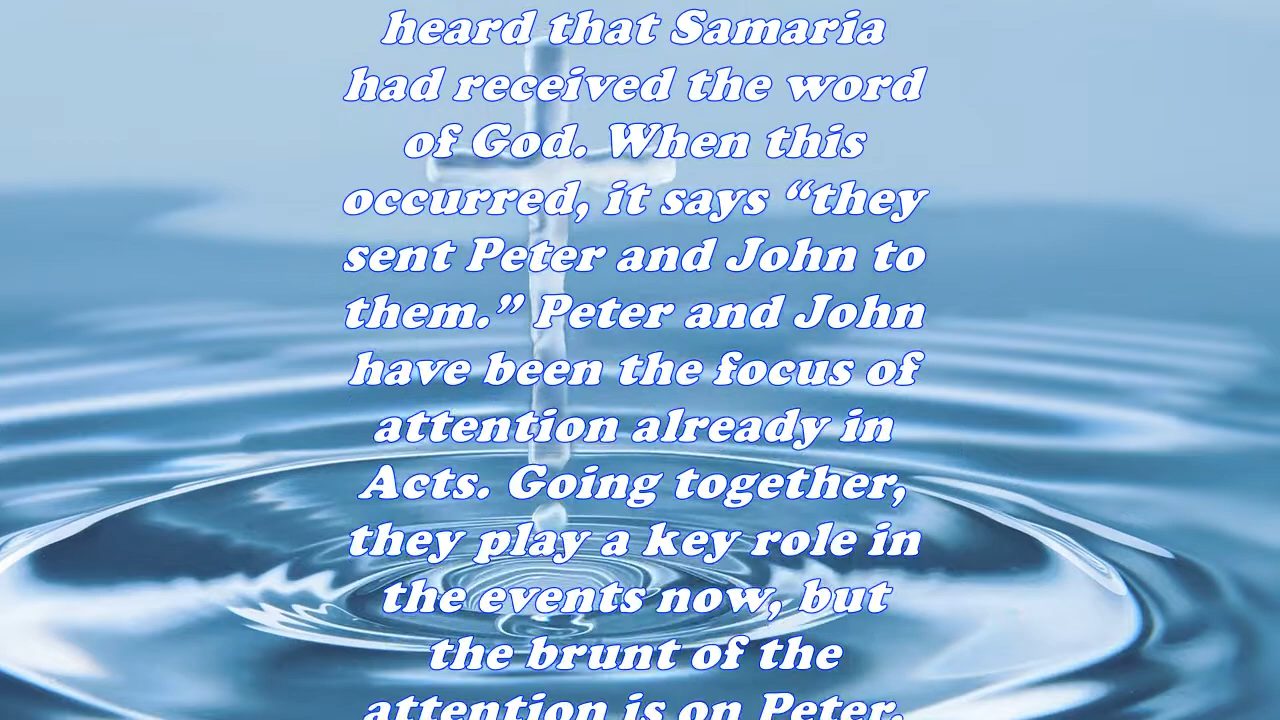 heard that Samaria
had received the word
of God. When this
occurred, it says “they
sent Peter and John to
them.” Peter and John
have been the focus of
attention already in
Acts. Going together,
they play a key role in
the events now, but
the brunt of the
attention is on Peter.